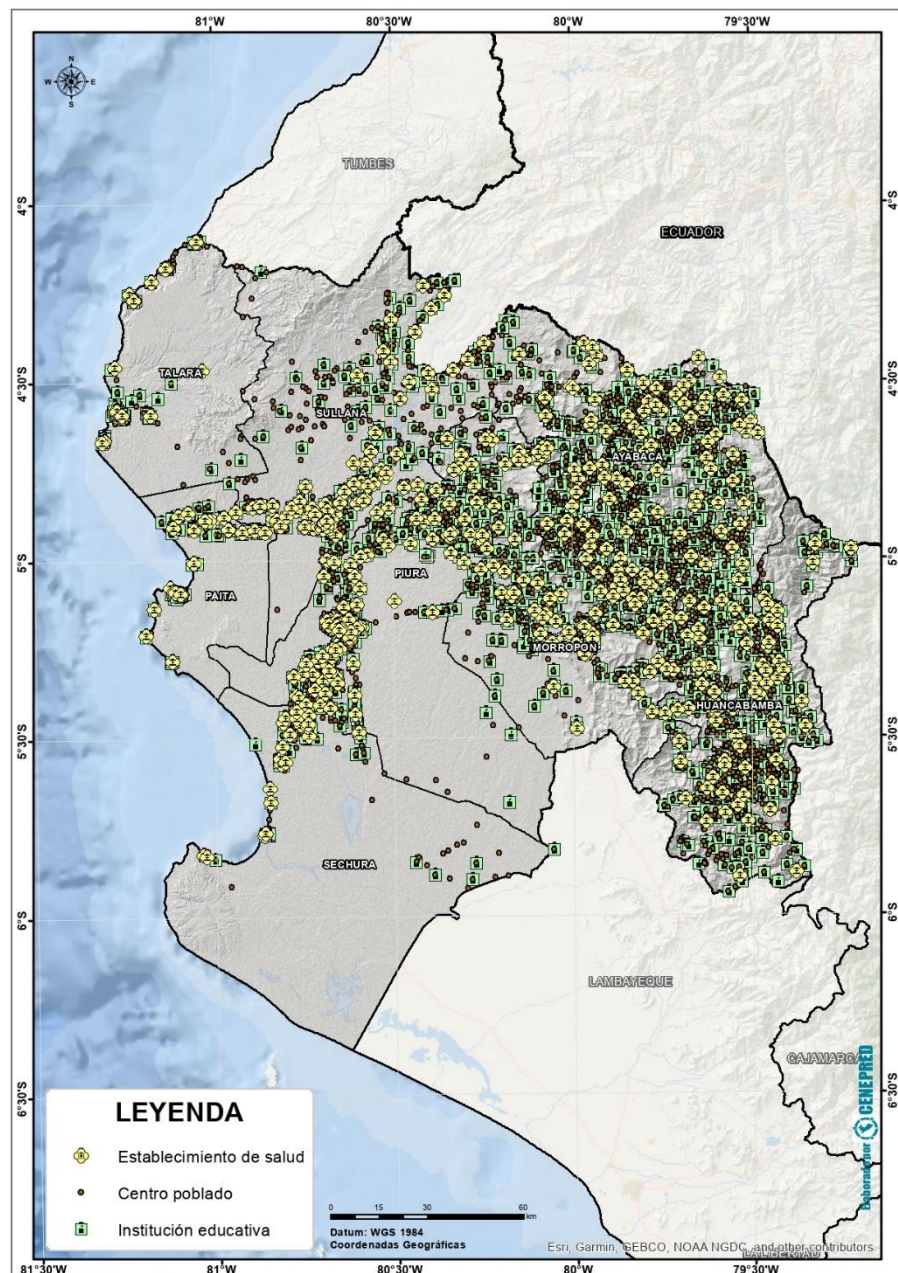 81°W
80°30'W
80°W
79°30'W
N
W
E
S
TUMBES
4°S
4°S
ECUADOR
TALARA
4°30'S
4°30'S
SULLANA
AYABACA
5°S
5°S
PIURA
PAITA
MORROPON
HUANCABAMBA
5°30'S
5°30'S
SECHURA
6°S
6°S
LAMBAYEQUE
CAJAMARCA
6°30'S
6°30'S
LEYENDA
Establecimiento de salud
Centro poblado
Institución educativa
0 15 30 60
km
Datum: WGS 1984
Coordenadas Geográficas
Elaborado por CENEPRED
LA LIBERTAD
Esri, Garmin, GEBCO, NOAA NGDC, and other contributors
81°30'W
81°W
80°30'W
80°W
79°30'W